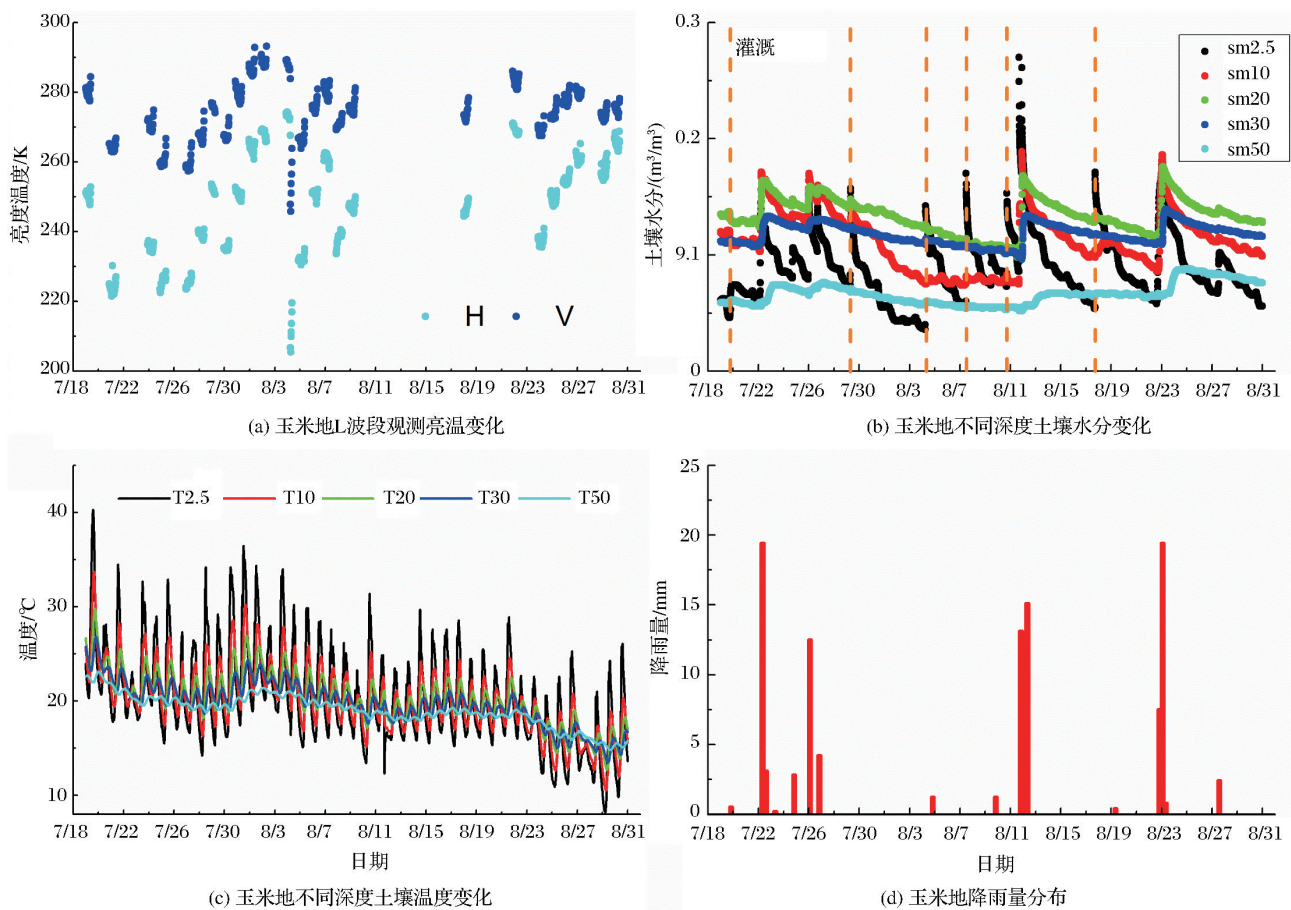 300
280
260
240
220
200
亮度温度/K
H V
7/18 7/22 7/26 7/30 8/3 8/7 8/11 8/15 8/19 8/23 8/27 8/31
(a) 玉米地L波段观测亮温变化
0.3
0.2
9.1
0
土壤水分/(m³/m³)
灌溉
sm2.5
sm10
sm20
sm30
sm50
7/18 7/22 7/26 7/30 8/3 8/7 8/11 8/19 8/23 8/27 8/31
(b) 玉米地不同深度土壤水分变化
40
30
20
10
温度/℃
T2.5 T10 T20 T30 T50
7/18 7/22 7/26 7/30 8/3 8/7 8/11 8/15 8/19 8/23 8/27 8/31
日期
(c) 玉米地不同深度土壤温度变化
25
20
15
10
5
0
降雨量/mm
7/18 7/22 7/26 7/30 8/3 8/7 8/11 8/19 8/23 8/27 8/31
日期
(d) 玉米地降雨量分布